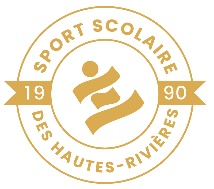 SPORT SCOLAIRE
19 90
DES HAUTES-RIVIÈRES